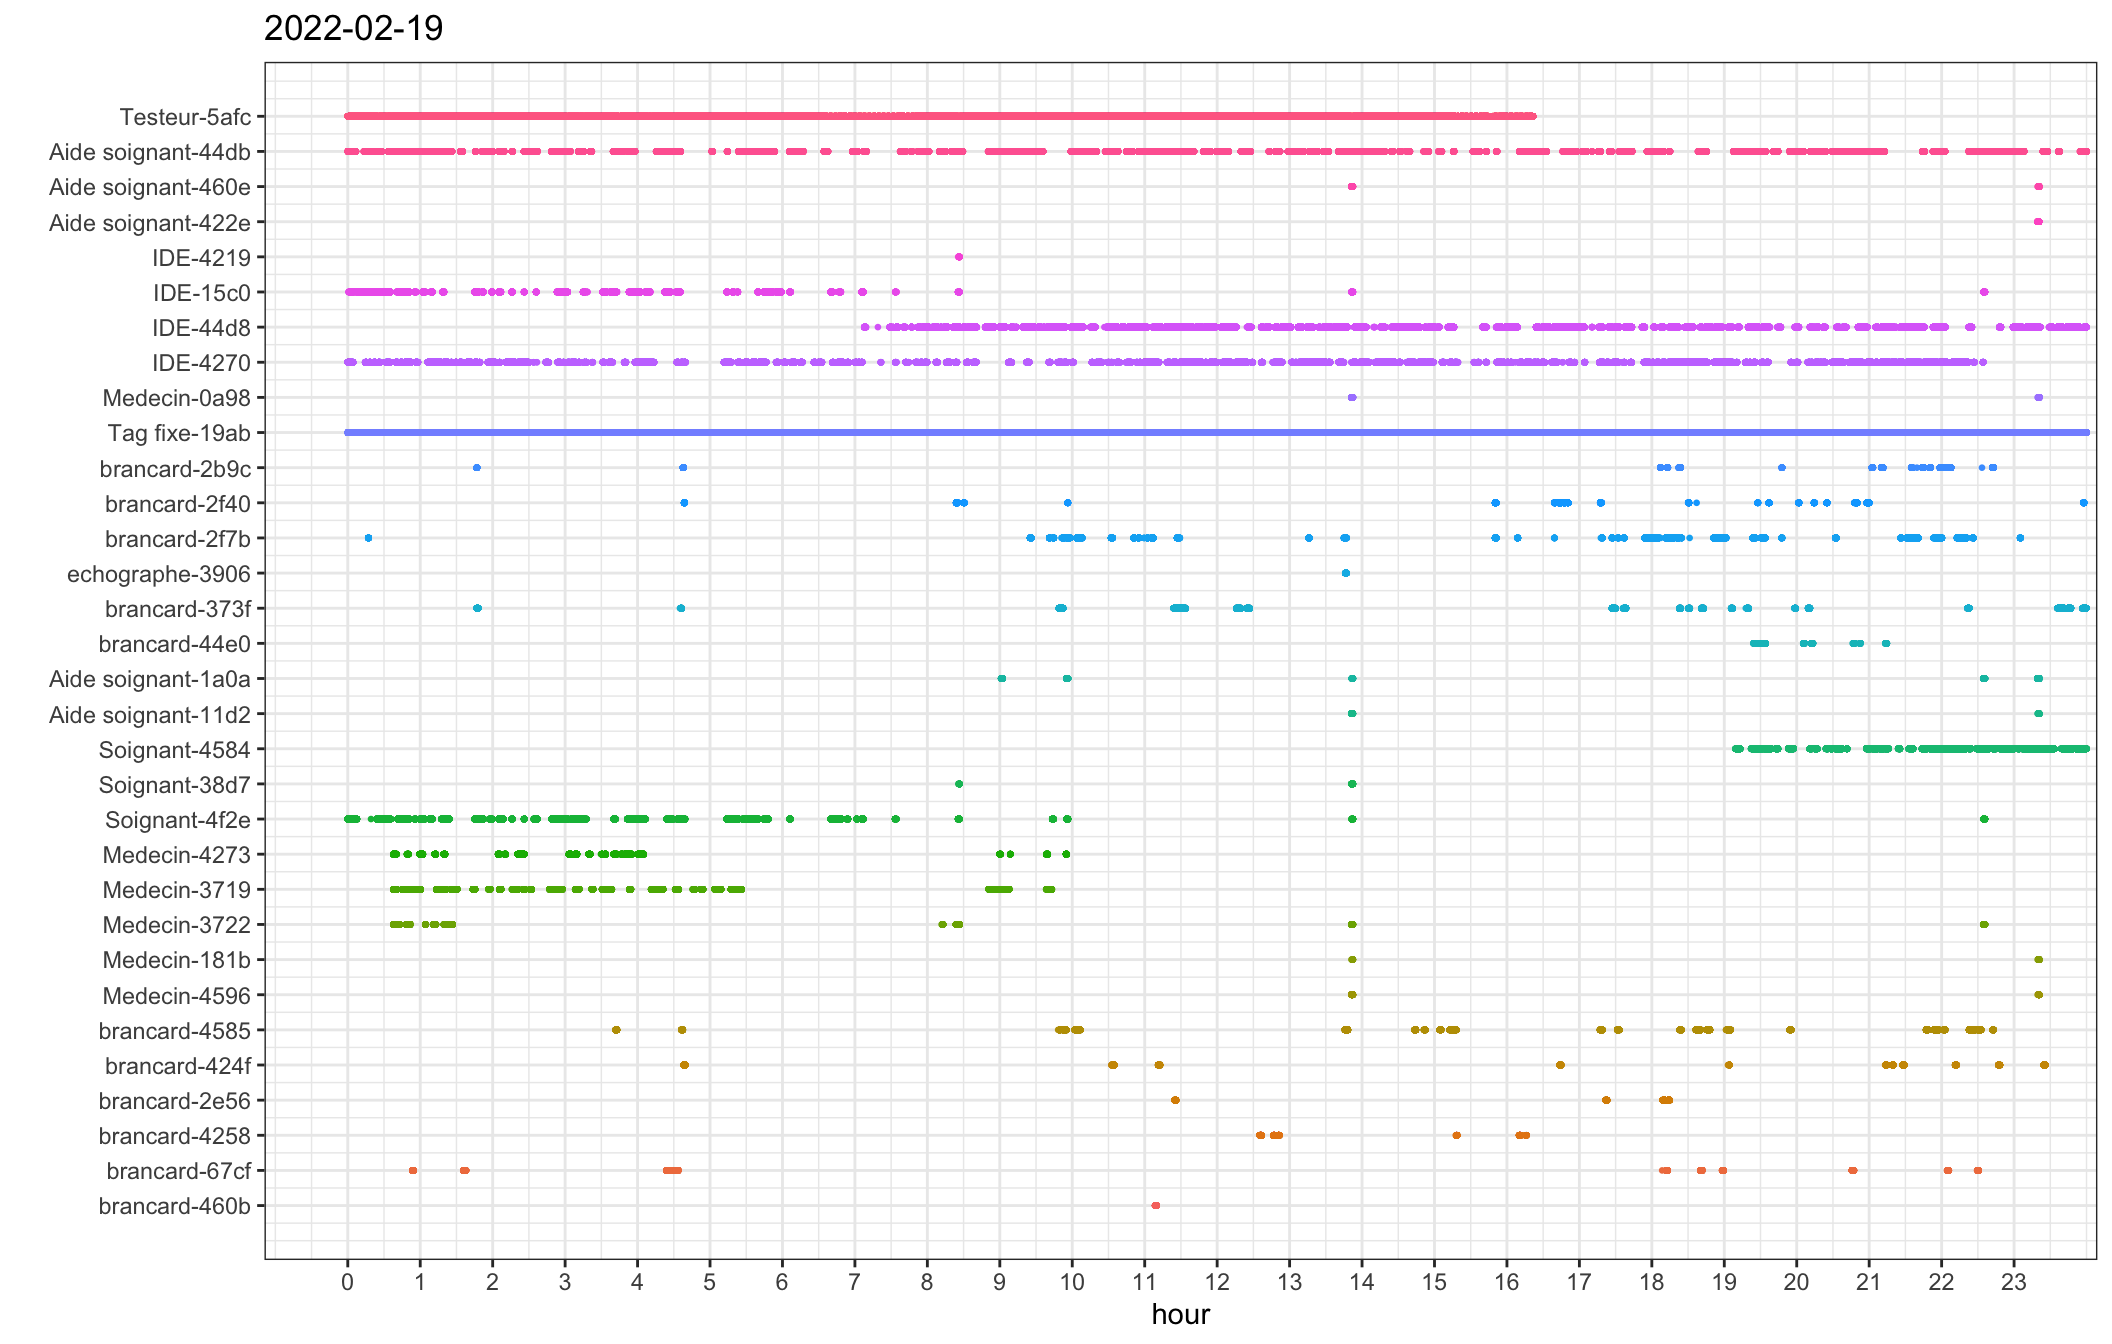 2022-02-19
Testeur-5afc
Aide soignant-44db
Aide soignant-460e
Aide soignant-422e
IDE-4219
IDE-15c0
IDE-44d8
IDE-4270
Medecin-0a98
Tag fixe-19ab
brancard-2b9c
brancard-2f40
brancard-2f7b
echographe-3906
brancard-373f
brancard-44e0
Aide soignant-1a0a
Aide soignant-11d2
Soignant-4584
Soignant-38d7
Soignant-4f2e
Medecin-4273
Medecin-3719
Medecin-3722
Medecin-181b
Medecin-4596
brancard-4585
brancard-424f
brancard-2e56
brancard-4258
brancard-67cf
brancard-460b
0 1 2 3 4 5 6 7 8 9 10 11 12 13 14 15 16 17 18 19 20 21 22 23
hour